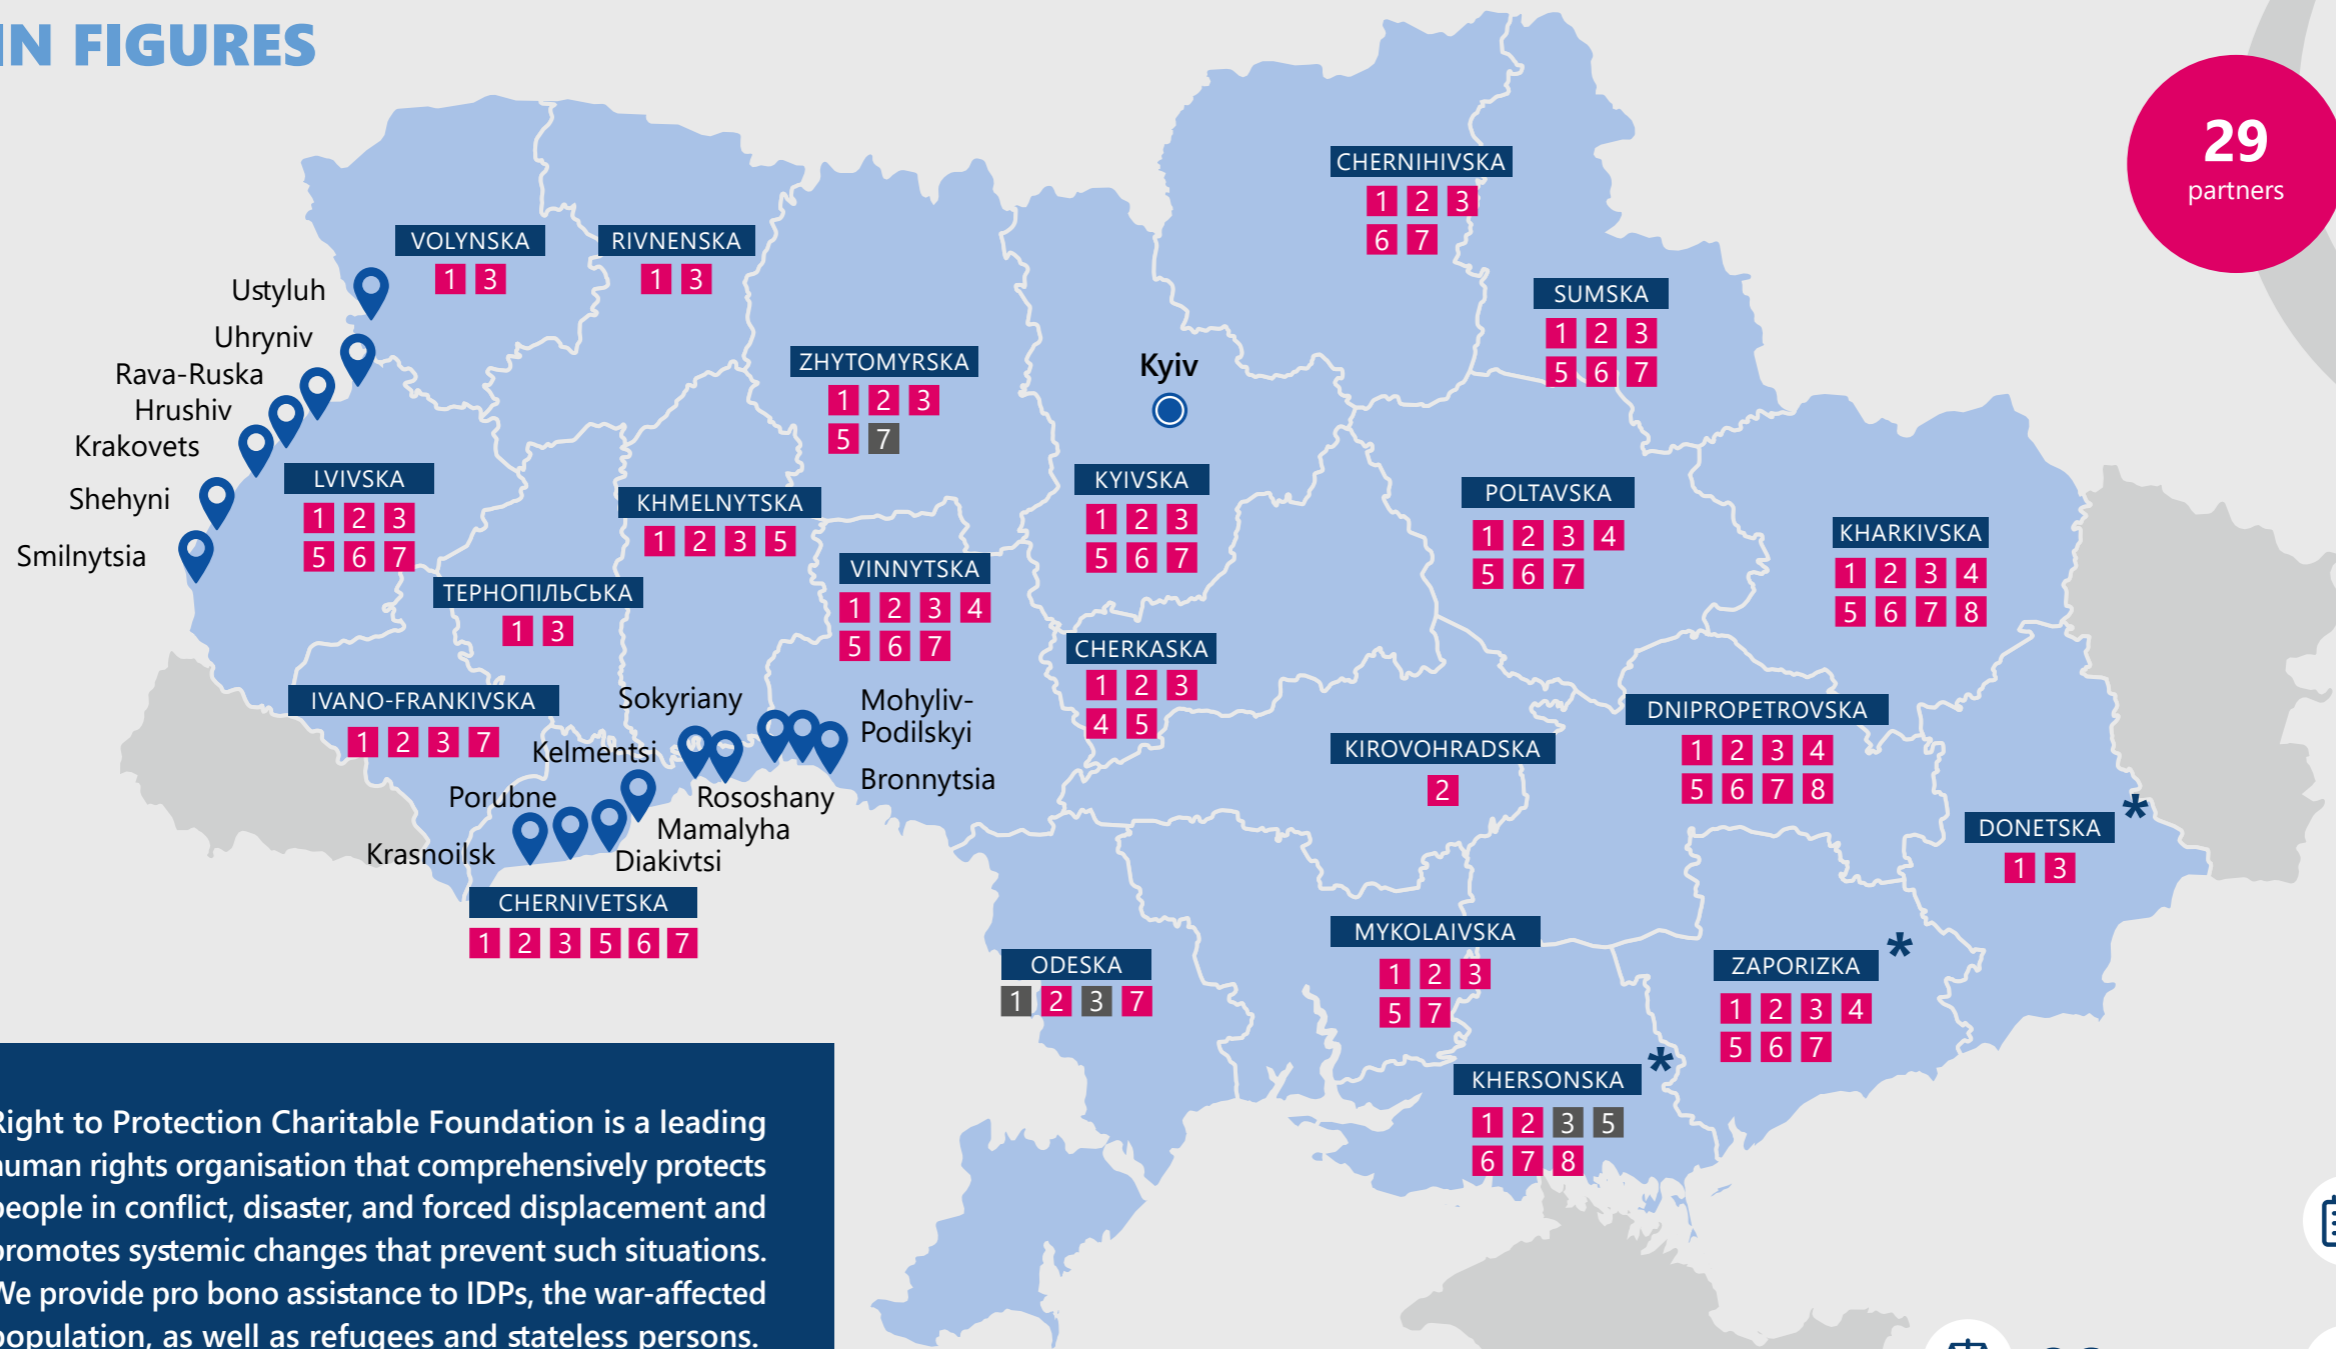 IN FIGURES
29
partners
CHERNIHIVSKA
1 2 3
6 7
VOLYNSKA
1 3
RIVNENSKA
1 3
SUMSKA
1 2 3
5 6 7
Ustyluh
Uhryniv
Rava-Ruska
Hrushiv
Krakovets
Shehyni
Smilnytsia
ZHYTOMYRSKA
1 2 3
5 7
Kyiv
LVIVSKA
1 2 3
5 6 7
KHMELNYTSKA
1 2 3 5
KYIVSKA
1 2 3
5 6 7
POLTAVSKA
1 2 3 4
5 6 7
KHARKIVSKA
1 2 3 4
5 6 7 8
VINNYTSKA
1 2 3 4
5 6 7
ТЕРНОПІЛЬСЬКА
1 3
CHERKASKA
1 2 3
4 5
IVANO-FRANKIVSKA
1 2 3 7
Sokyriany
Mohyliv-
Podilskyi
Kelmentsi
Bronnytsia
Porubne
Rososhany
Mamalyha
Krasnoilsk
Diakivtsi
CHERNIVETSKA
1 2 3 5 6 7
KIROVOHRADSKA
2
DNIPROPETROVSKA
1 2 3 4
5 6 7 8
DONETSKA *
1 3
ODESKA
1 2 3 7
MYKOLAIVSKA
1 2 3
5 7
ZAPORIZKA *
1 2 3 4
5 6 7
KHERSONSKA *
1 2 3 5
6 7 8
Right to Protection Charitable Foundation is a leading
human rights organisation that comprehensively protects
people in conflict, disaster, and forced displacement and
promotes systemic changes that prevent such situations.
We provide pro bono assistance to IDPs, the war-affected
population, as well as refugees and stateless persons.